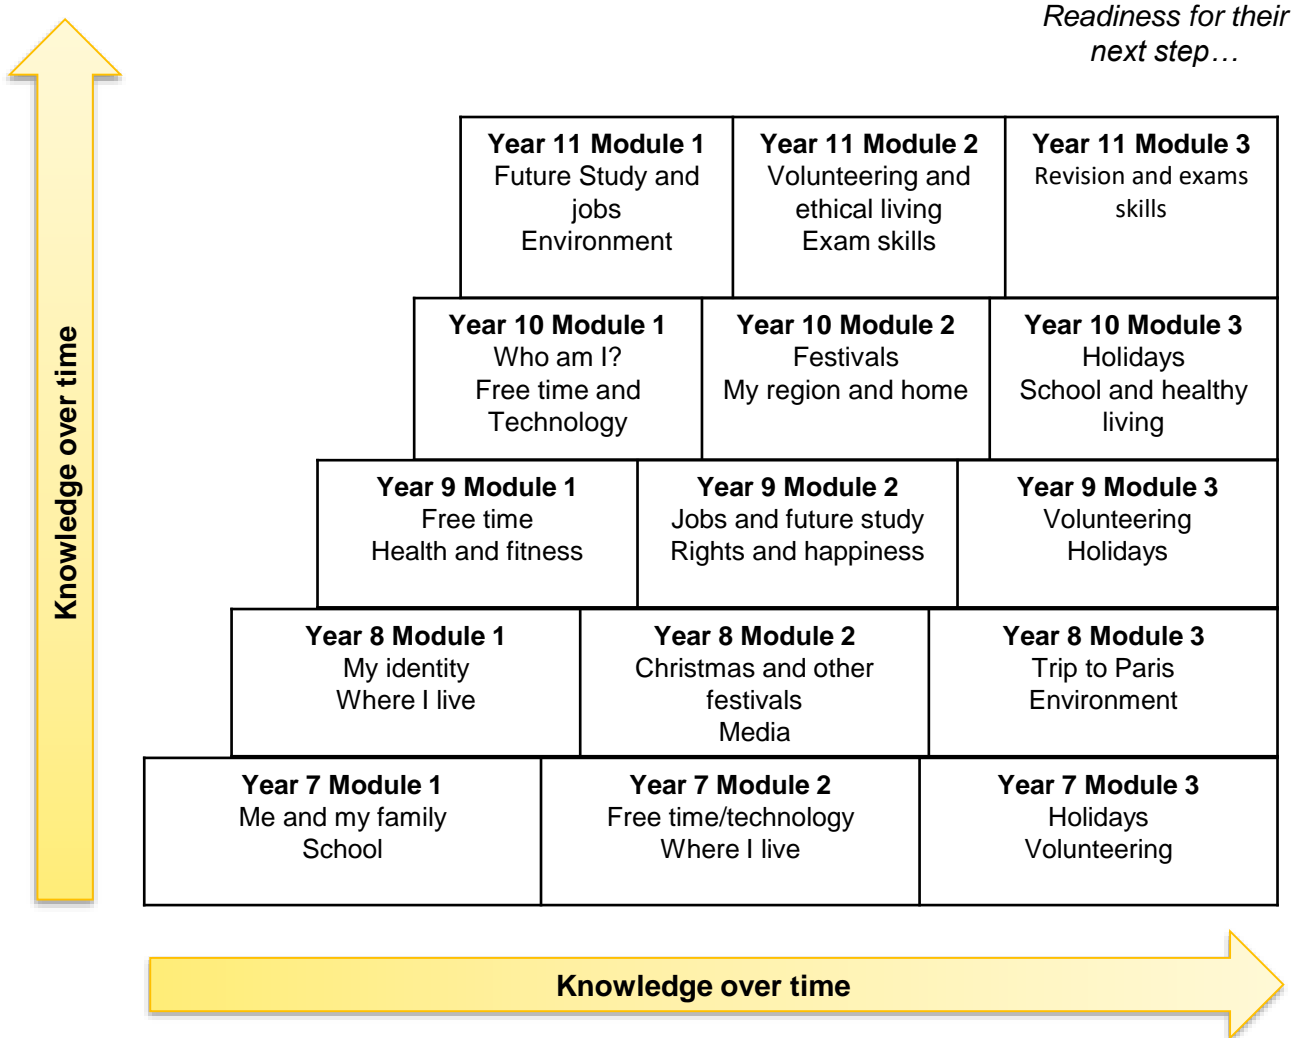 Readiness for their
next step…
Knowledge over time
Year 11 Module 1
Future Study and
jobs
Environment
Year 11 Module 2
Volunteering and
ethical living
Exam skills
Year 11 Module 3
Revision and exams
skills
Year 10 Module 1
Who am I?
Free time and
Technology
Year 10 Module 2
Festivals
My region and home
Year 10 Module 3
Holidays
School and healthy
living
Year 9 Module 1
Free time
Health and fitness
Year 9 Module 2
Jobs and future study
Rights and happiness
Year 9 Module 3
Volunteering
Holidays
Year 8 Module 1
My identity
Where I live
Year 8 Module 2
Christmas and other
festivals
Media
Year 8 Module 3
Trip to Paris
Environment
Year 7 Module 1
Me and my family
School
Year 7 Module 2
Free time/technology
Where I live
Year 7 Module 3
Holidays
Volunteering
Knowledge over time